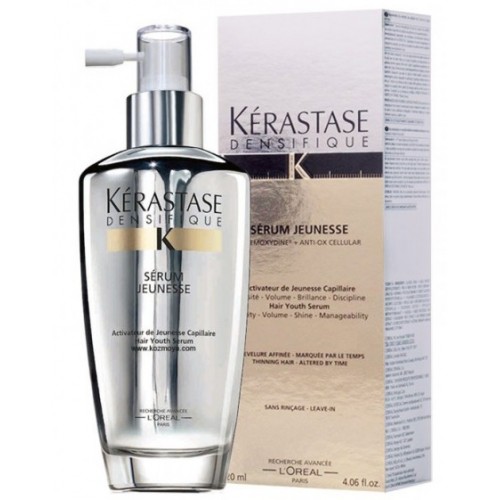 KÉRASTASE
DENSIFIQUE
K
SÉRUM
JEUNESSE
Activateur de Jeunesse Capillaire
Hair Youth Serum
www.kozmoya.com
RECHERCHE AVANCÉE
L'ORÉAL
PARIS
KÉRASTASE
DENSIFIQUE
K
SÉRUM JEUNESSE
+ ANTI-OX CELLULAR
de Jeunesse Capillaire
- Volume - Brillance - Discipline
Hair Youth Serum
- Volume - Shine - Manageability
AFFINÉE - MARQUÉE PAR LE TEMPS
THINNING HAIR - ALTERED BY TIME
SANS RINÇAGE - LEAVE-IN
RECHERCHE AVANCÉE
L'ORÉAL
PARIS
ml 4.06 fl.oz.